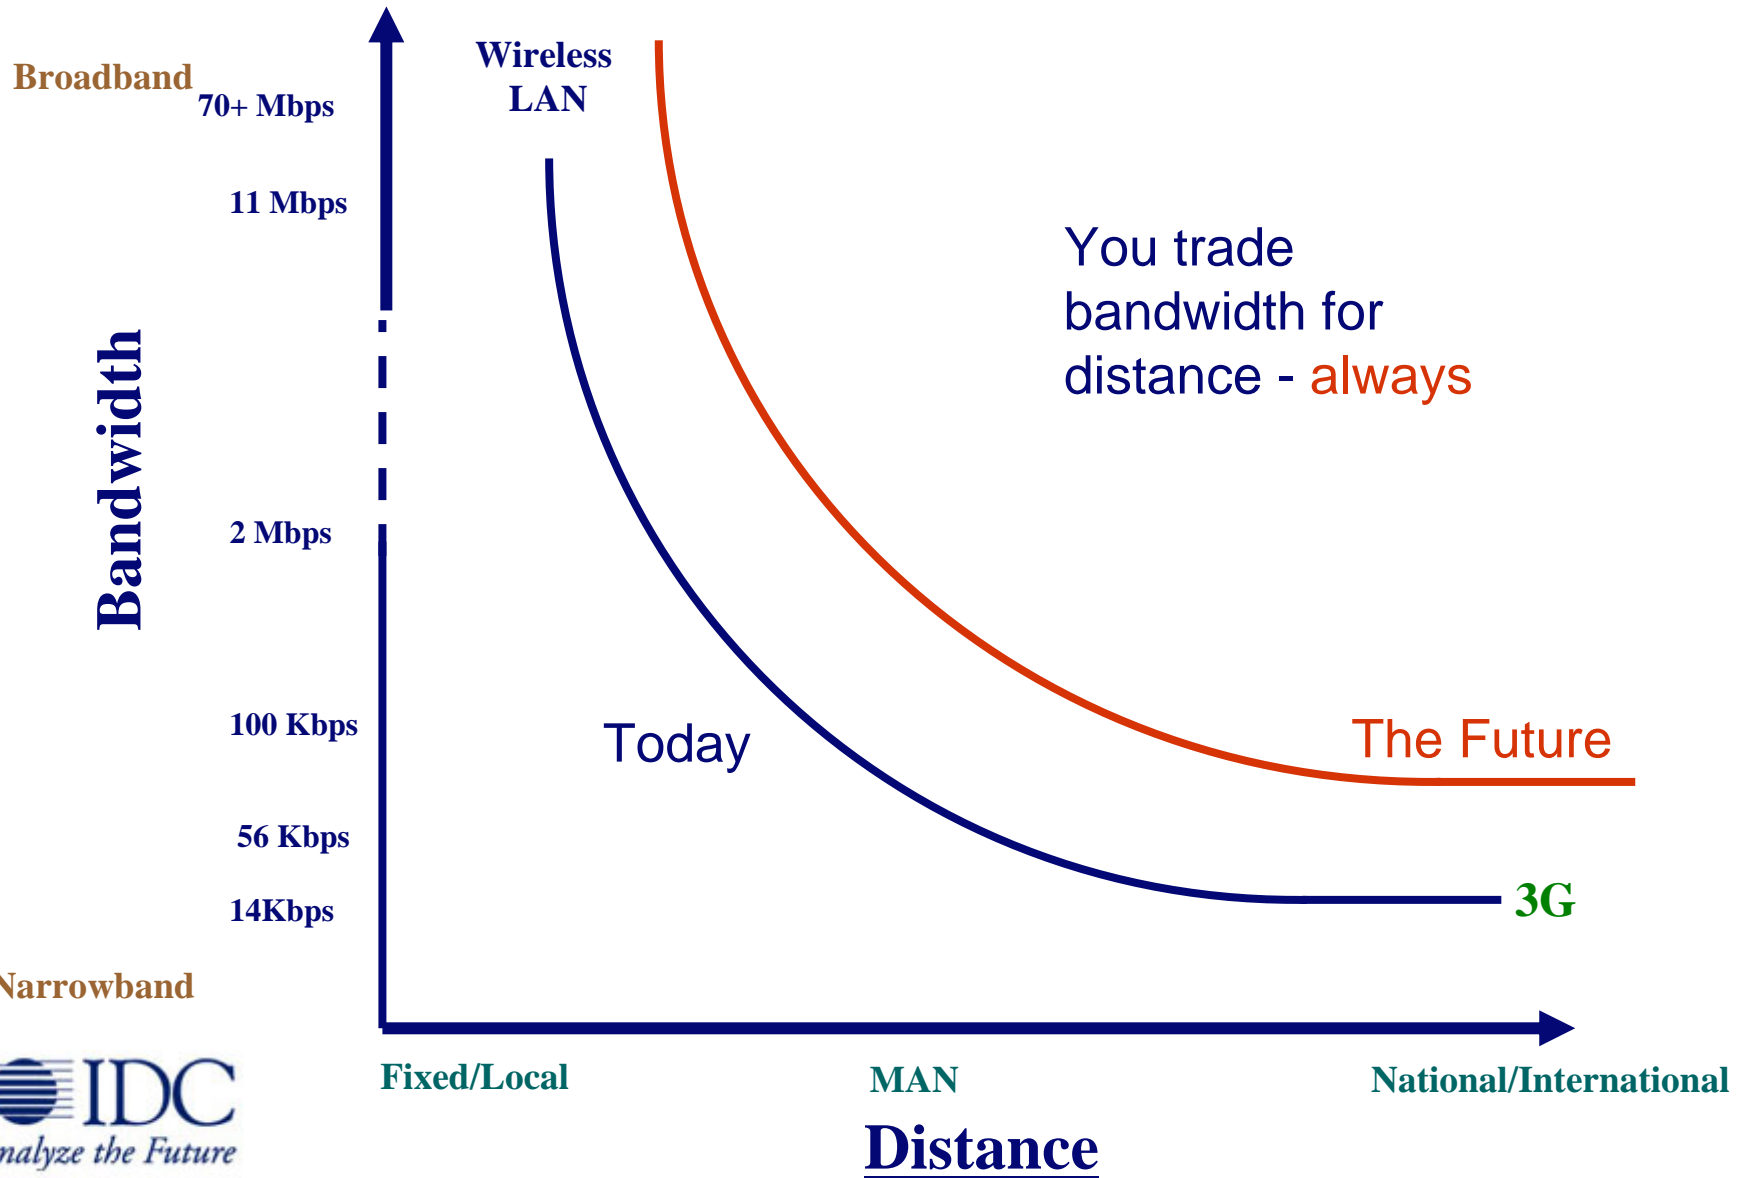 Broadband
70+ Mbps
11 Mbps
2 Mbps
100 Kbps
56 Kbps
14Kbps
Narrowband
Bandwidth
Wireless
LAN
You trade
bandwidth for
distance - always
Today
The Future
3G
Fixed/Local
MAN
National/International
Distance
IDC
nalyze the Future